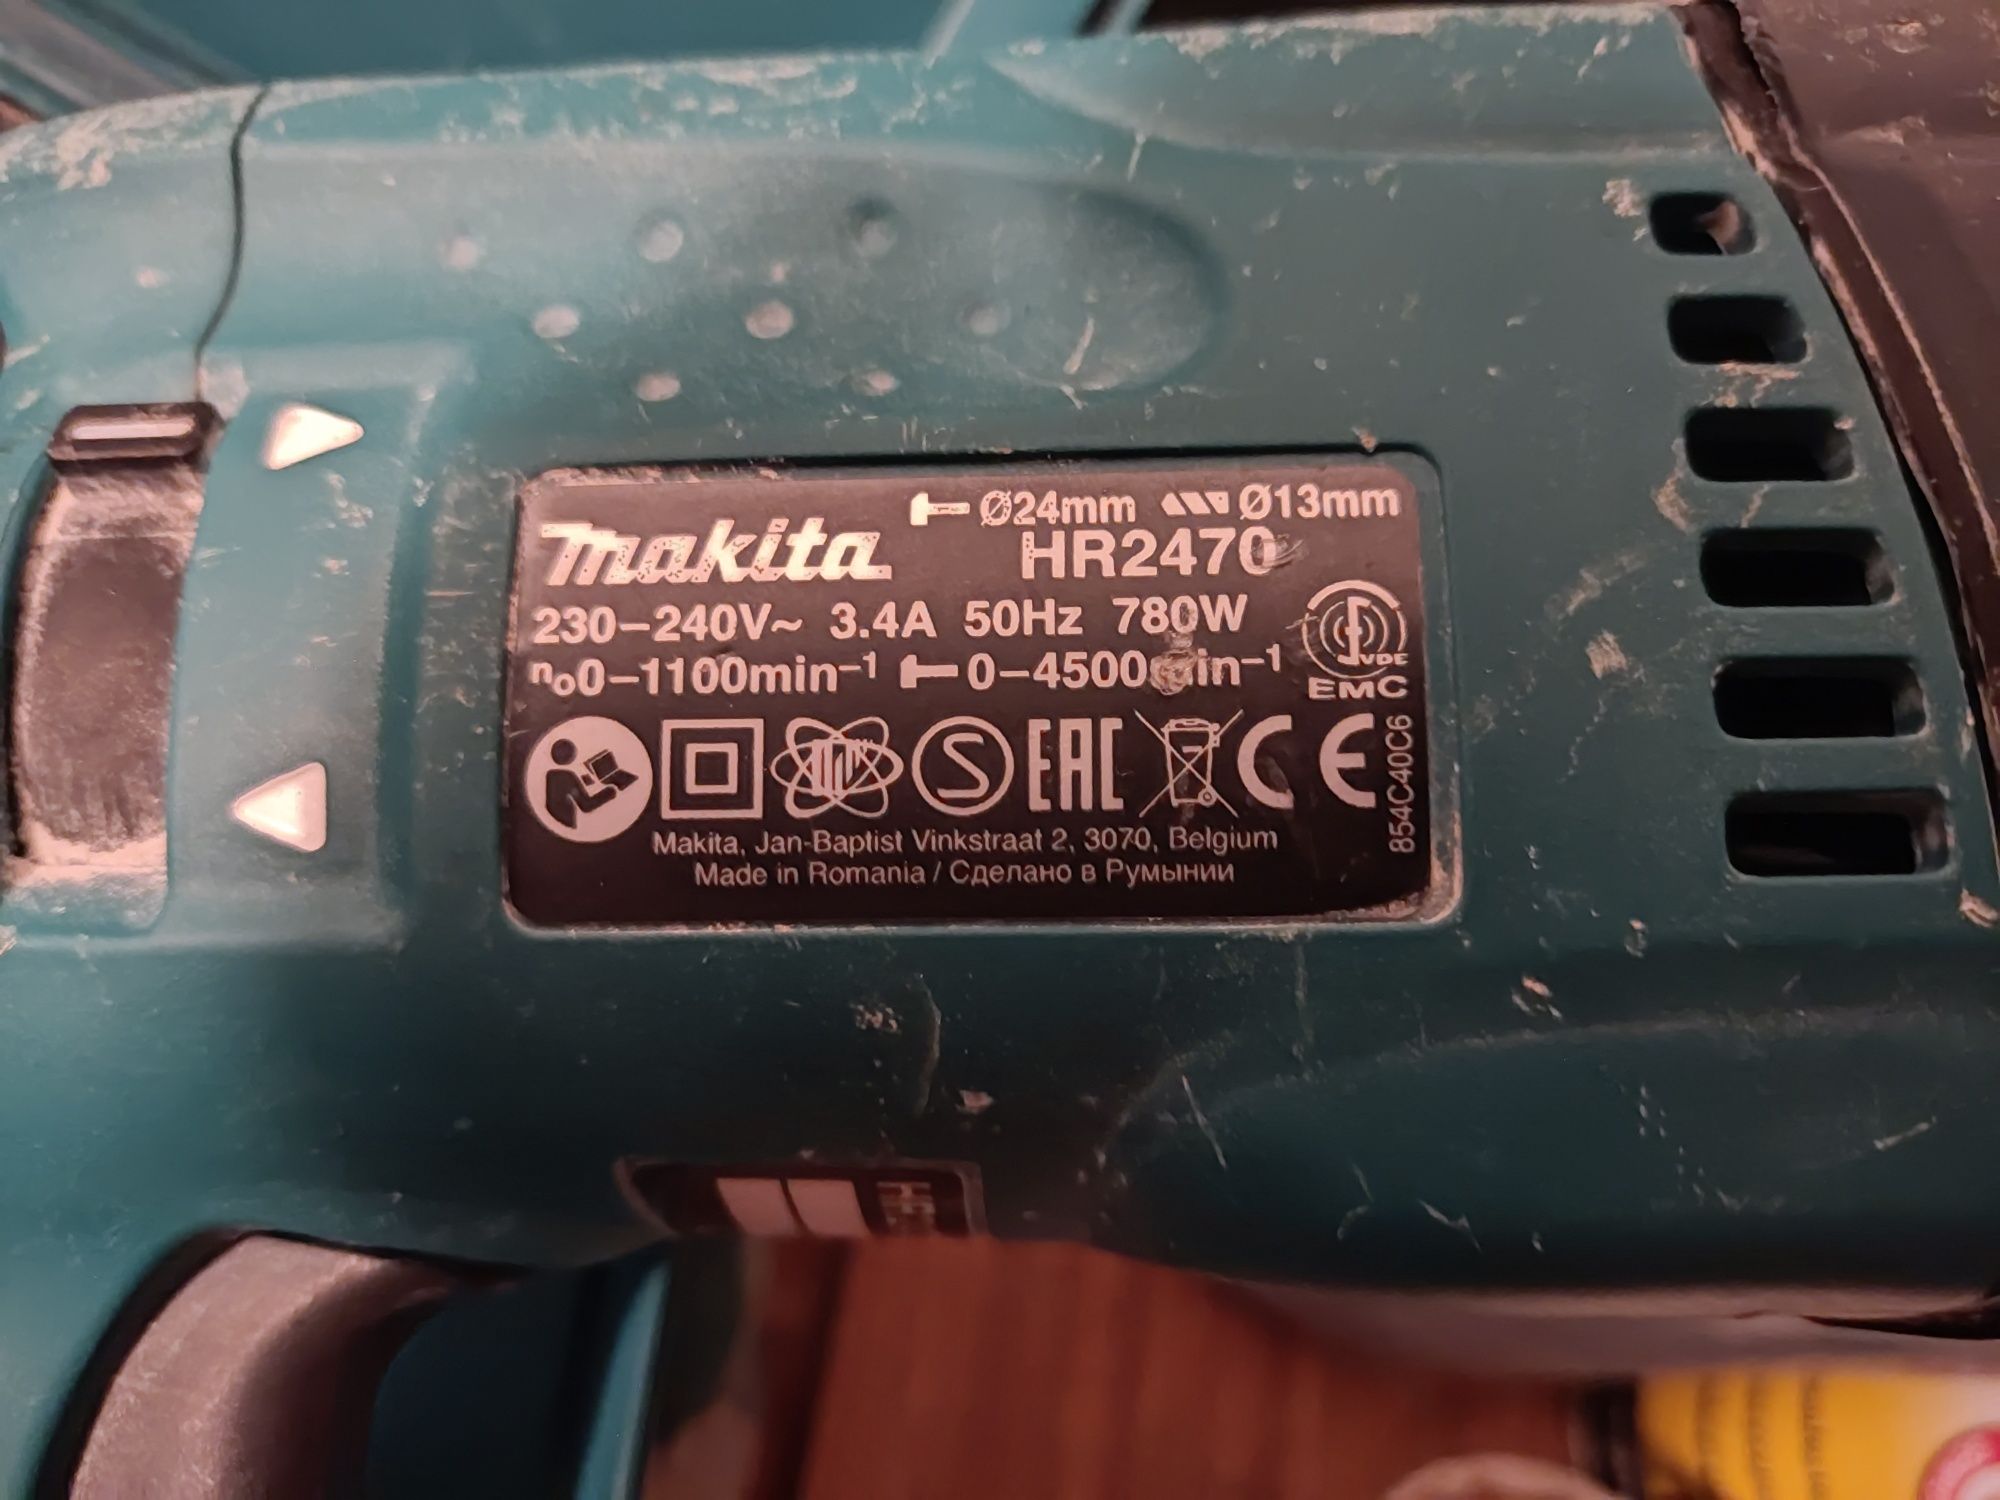 Ø24mm Ø13mm
makita HR2470
230–240V~ 3.4A 50Hz 780W
n₀0–1100min⁻¹ 0–4500min⁻¹
VDE
EMC
S EAC CE
854C40C6
Makita, Jan-Baptist Vinkstraat 2, 3070, Belgium
Made in Romania / Сделано в Румынии